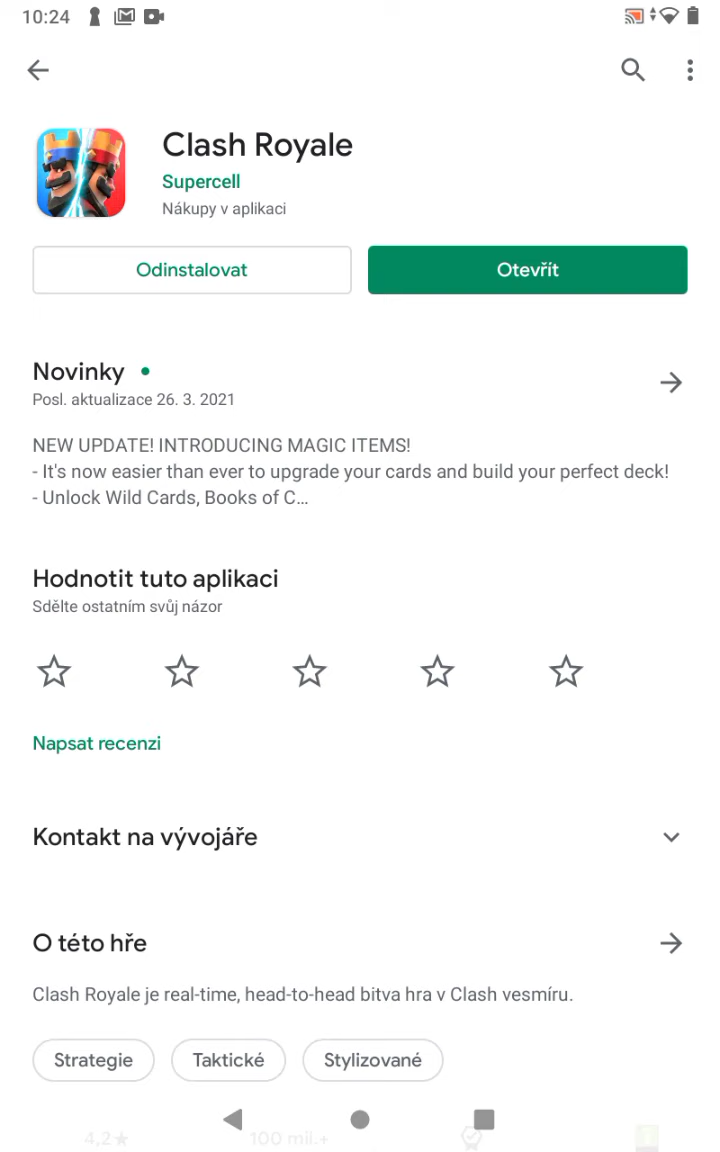 10:24
Clash Royale
Supercell
Nákupy v aplikaci
Odinstalovat
Otevřít
Novinky
Posl. aktualizace 26. 3. 2021
NEW UPDATE! INTRODUCING MAGIC ITEMS!
- It's now easier than ever to upgrade your cards and build your perfect deck!
- Unlock Wild Cards, Books of C...
Hodnotit tuto aplikaci
Sdělte ostatním svůj názor
Napsat recenzi
Kontakt na vývojáře
O této hře
Clash Royale je real-time, head-to-head bitva hra v Clash vesmíru.
Strategie
Taktické
Stylizované
4,2★
100 mil.+